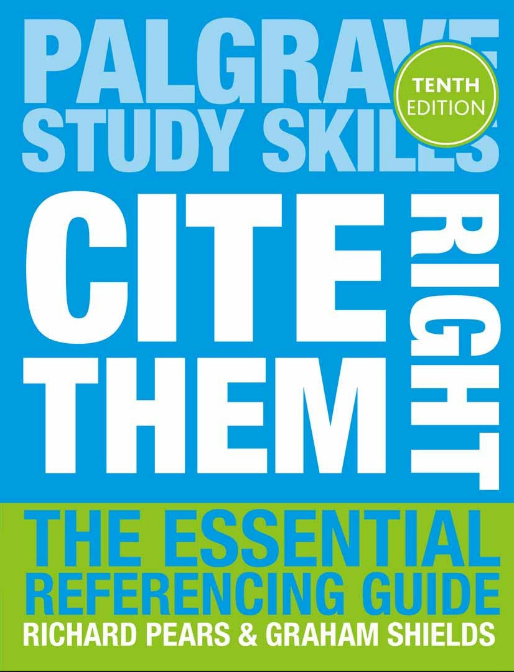 PALGRAVE
STUDY SKILLS
TENTH
EDITION
CITE
THEM
RIGHT
THE ESSENTIAL
REFERENCING GUIDE
RICHARD PEARS & GRAHAM SHIELDS